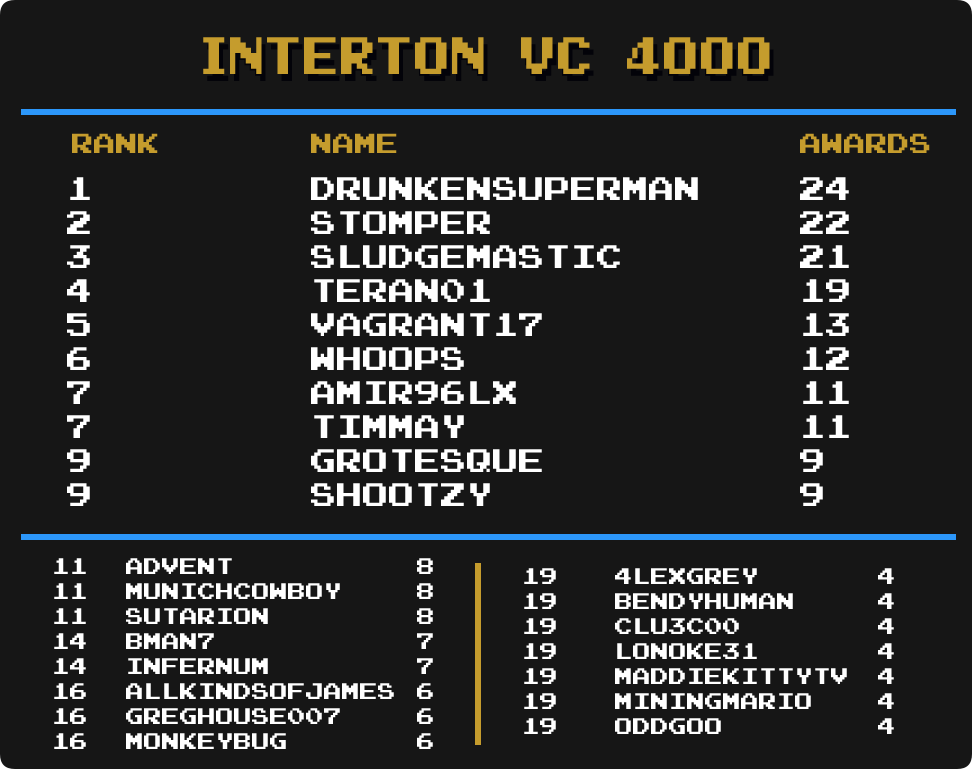 INTERTON VC 4000
RANK NAME AWARDS
1 DRUNKENSUPERMAN 24
2 STOMPER 22
3 SLUDGEMASTIC 21
4 TERAN01 19
5 VAGRANT17 13
6 WHOOPS 12
7 AMIR96LX 11
7 TIMMAY 11
9 GROTESQUE 9
9 SHOOTZY 9
11 ADVENT 8
11 MUNICHCOWBOY 8
11 SUTARION 8
14 BMAN7 7
14 INFERNUM 7
16 ALLKINDSOFJAMES 6
16 GREGHOUSE007 6
16 MONKEYBUG 6
19 4LEXGREY 4
19 BENDYHUMAN 4
19 CLU3C00 4
19 LONOKE31 4
19 MADDIEKITTYTV 4
19 MININGMARIO 4
19 ODDGOO 4